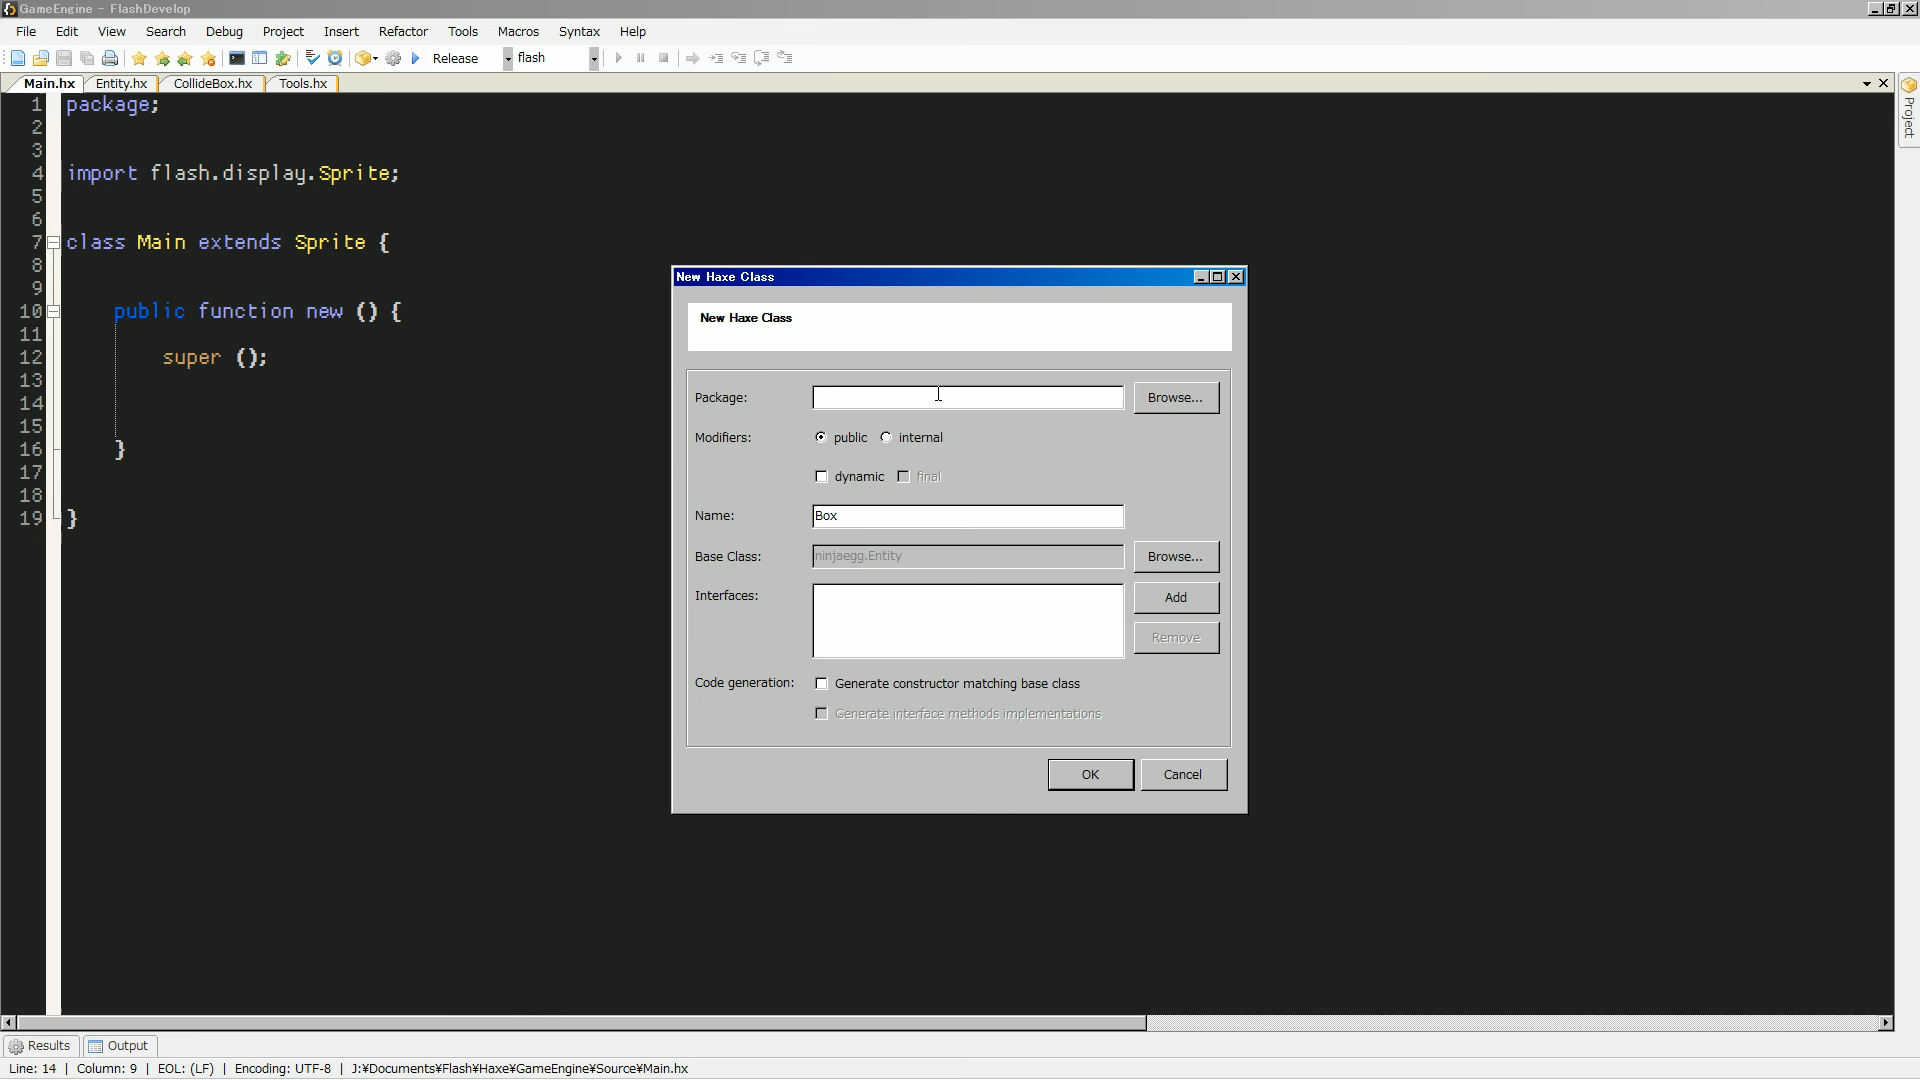 GameEngine - FlashDevelop
File Edit View Search Debug Project Insert Refactor Tools Macros Syntax Help
Release flash
Main.hx Entity.hx CollideBox.hx Tools.hx
Project
1 package;
2
3
4 import flash.display.Sprite;
5
6
7 class Main extends Sprite {
8
9
10 public function new () {
11
12 super ();
13
14
15
16 }
17
18
19 }
New Haxe Class
New Haxe Class
Package: Browse...
Modifiers: public internal
dynamic final
Name: Box
Base Class: ninjaegg.Entity Browse...
Interfaces: Add
Remove
Code generation: Generate constructor matching base class
Generate interface methods implementations
OK Cancel
Results Output
Line: 14 | Column: 9 | EOL: (LF) | Encoding: UTF-8 | J:¥Documents¥Flash¥Haxe¥GameEngine¥Source¥Main.hx